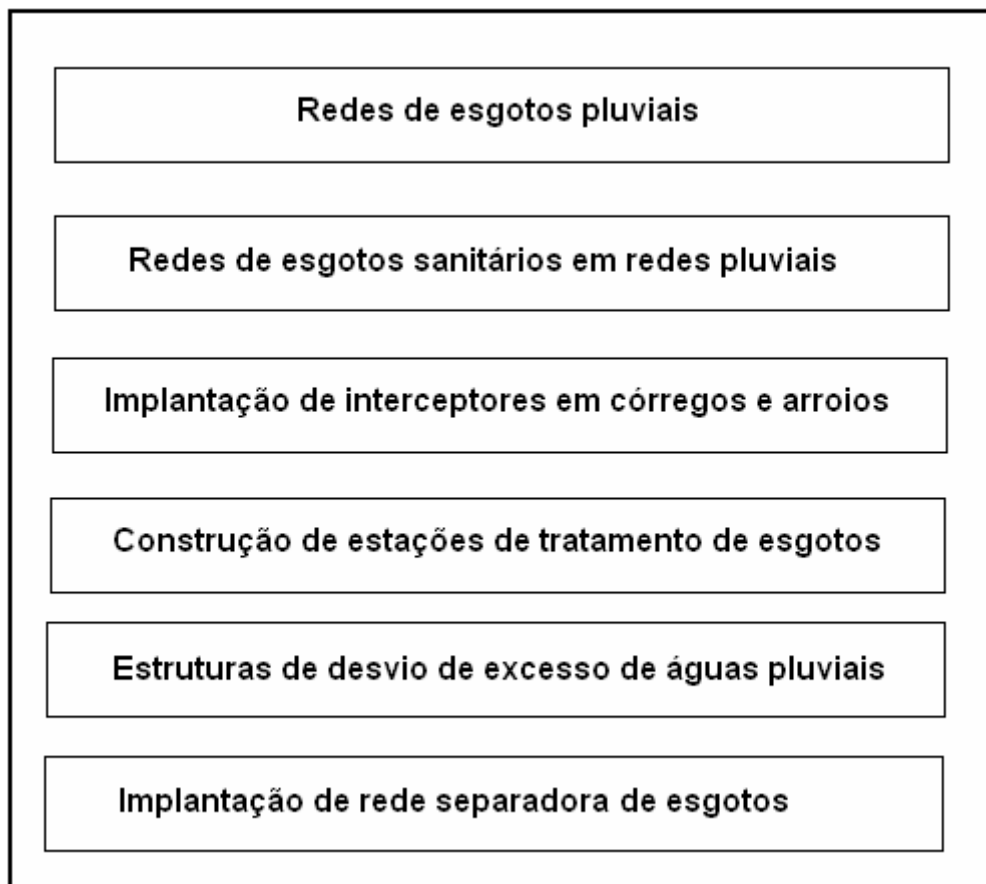 Redes de esgotos pluviais
Redes de esgotos sanitários em redes pluviais
Implantação de interceptores em córregos e arroios
Construção de estações de tratamento de esgotos
Estruturas de desvio de excesso de águas pluviais
Implantação de rede separadora de esgotos